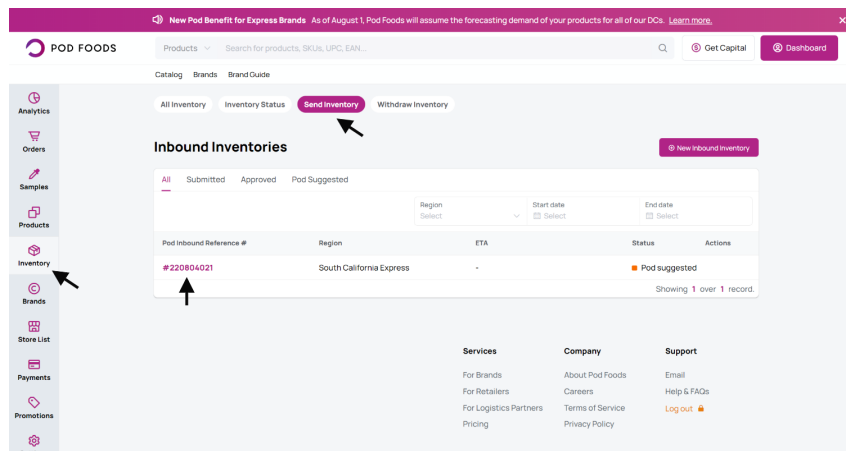 New Pod Benefit for Express Brands As of August 1, Pod Foods will assume the forecasting demand of your products for all of our DCs. Learn more.
POD FOODS
Products
Search for products, SKUs, UPC, EAN...
Get Capital
Dashboard
Catalog Brands Brand Guide
Analytics
Orders
Samples
Products
Inventory
Brands
Store List
Payments
Promotions
All Inventory Inventory Status Send Inventory Withdraw Inventory
Inbound Inventories
New Inbound Inventory
All Submitted Approved Pod Suggested
Region Start date End date
Select Select Select
Pod Inbound Reference # Region ETA Status Actions
#220804021 South California Express - Pod suggested
Showing 1 over 1 record.
Services Company Support
For Brands About Pod Foods Email
For Retailers Careers Help & FAQs
For Logistics Partners Terms of Service Log out
Pricing Privacy Policy